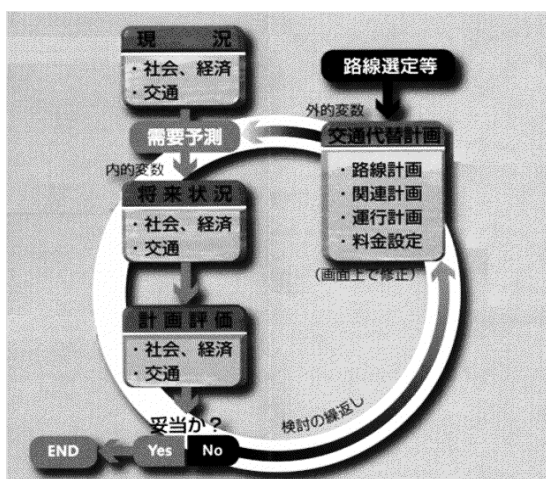 現 況
・社会、経済
・交通
路線選定等
外的変数
需要予測
交通代替計画
内的変数
・路線計画
・関連計画
・運行計画
・料金設定
将来状況
・社会、経済
・交通
(画面上で修正)
計画評価
・社会、経済
・交通
妥当か？
検討の繰返し
END
Yes
No